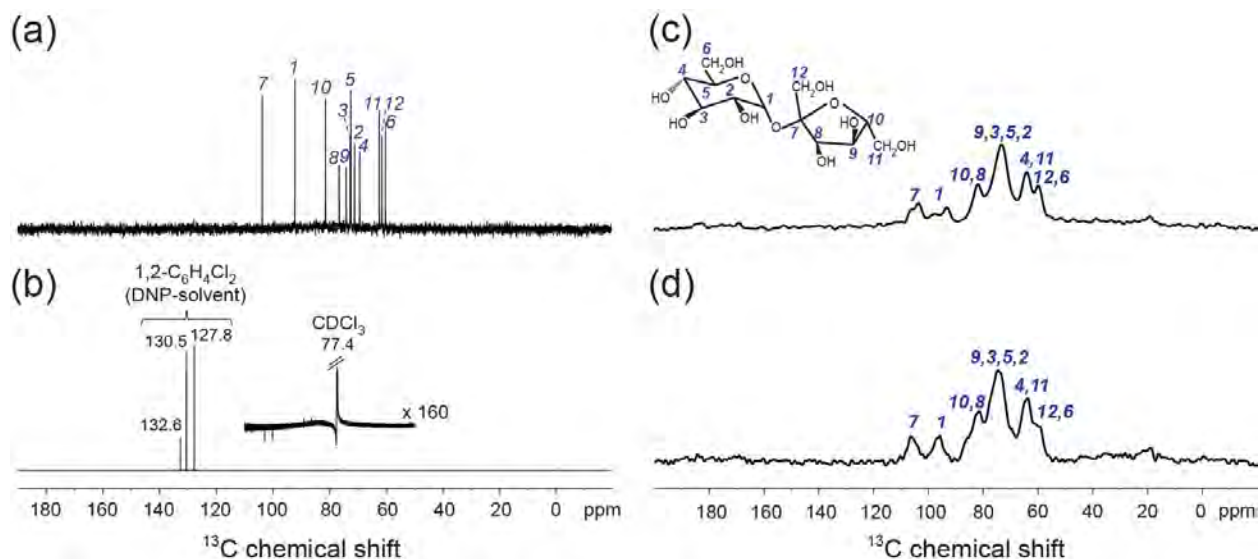 (a)
7
1
10
5
3
2
8
9
4
11
12
6
(b)
1,2-C₆H₄Cl₂
(DNP-solvent)
130.5
127.8
132.6
CDCl₃
77.4
x 160
180 160 140 120 100 80 60 40 20 0 ppm
¹³C chemical shift
(c)
6
CH₂OH
4
O
5
2
HO
HO
3
OH
1
O
12
CH₂OH
7
O
8
HO
10
9
OH
11
CH₂OH
9,3,5,2
4,11
10,8
12,6
7
1
(d)
9,3,5,2
4,11
10,8
12,6
7
1
180 160 140 120 100 80 60 40 20 0 ppm
¹³C chemical shift